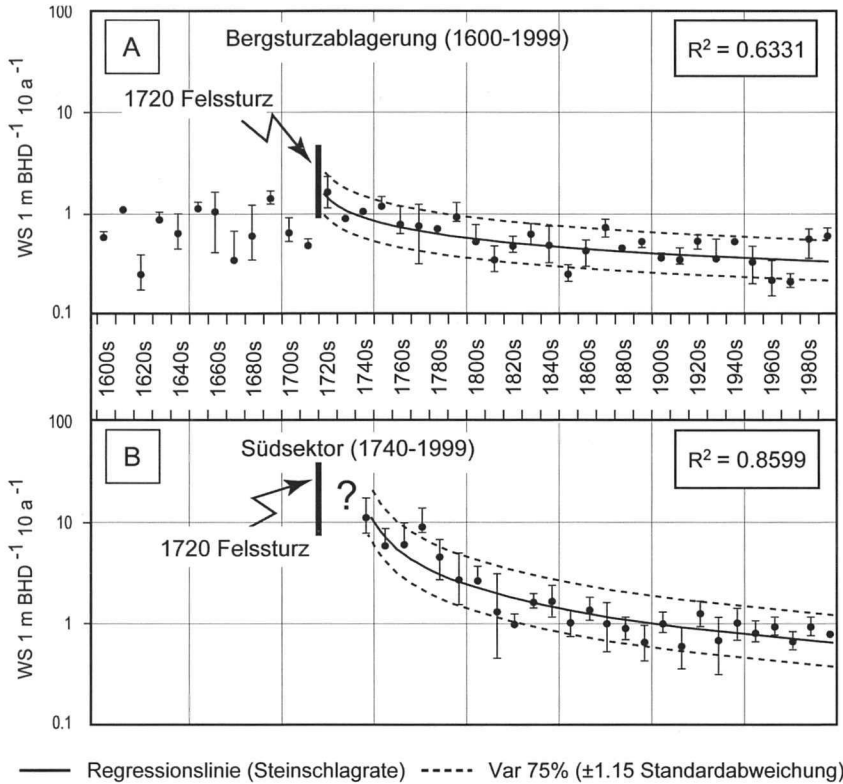 100
A
Bergsturzablagerung (1600-1999)
R² = 0.6331
1720 Felssturz
10
1
0.1
WS 1 m BHD⁻¹ 10 a⁻¹
1600s
1620s
1640s
1660s
1680s
1700s
1720s
1740s
1760s
1780s
1800s
1820s
1840s
1860s
1880s
1900s
1920s
1940s
1960s
1980s
100
B
Südsektor (1740-1999)
R² = 0.8599
?
1720 Felssturz
10
1
0.1
WS 1 m BHD⁻¹ 10 a⁻¹
Regressionslinie (Steinschlagrate)
Var 75% (±1.15 Standardabweichung)